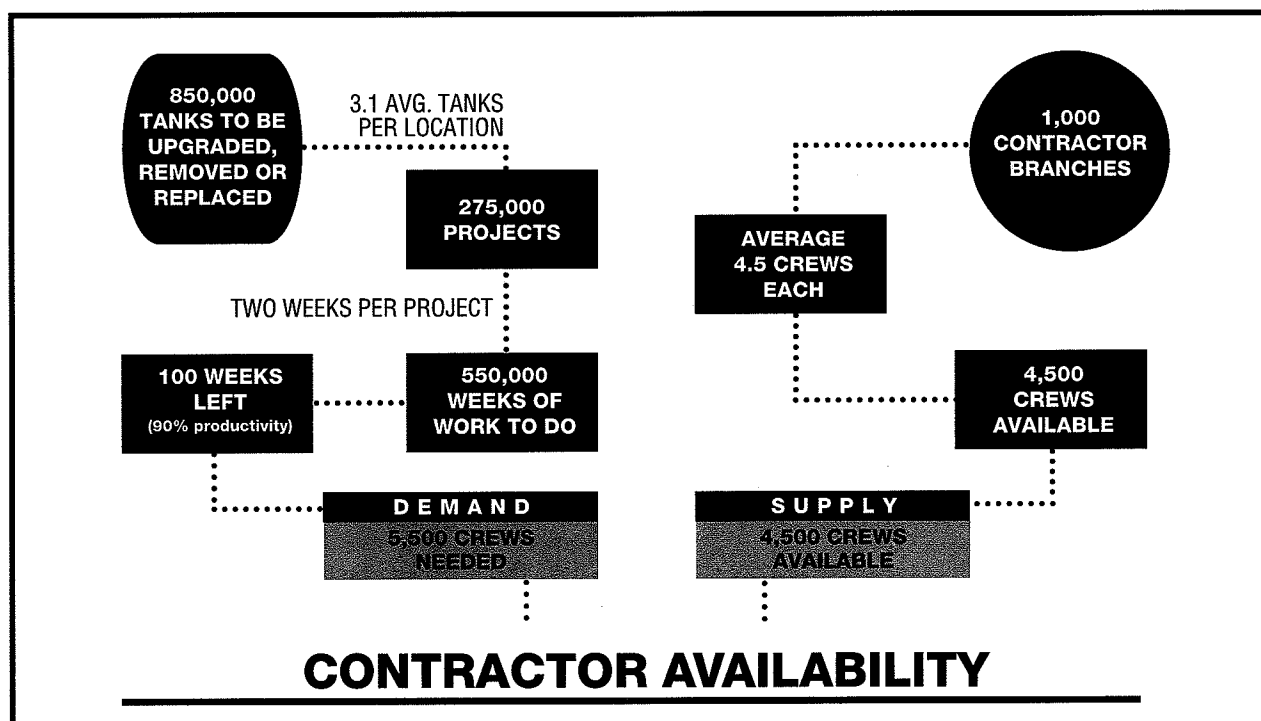 850,000
TANKS TO BE
UPGRADED,
REMOVED OR
REPLACED
3.1 AVG. TANKS
PER LOCATION
275,000
PROJECTS
TWO WEEKS PER PROJECT
550,000
WEEKS OF
WORK TO DO
100 WEEKS
LEFT
(90% productivity)
DEMAND
5,500 CREWS
NEEDED
1,000
CONTRACTOR
BRANCHES
AVERAGE
4.5 CREWS
EACH
4,500
CREWS
AVAILABLE
SUPPLY
4,500 CREWS
AVAILABLE
CONTRACTOR AVAILABILITY